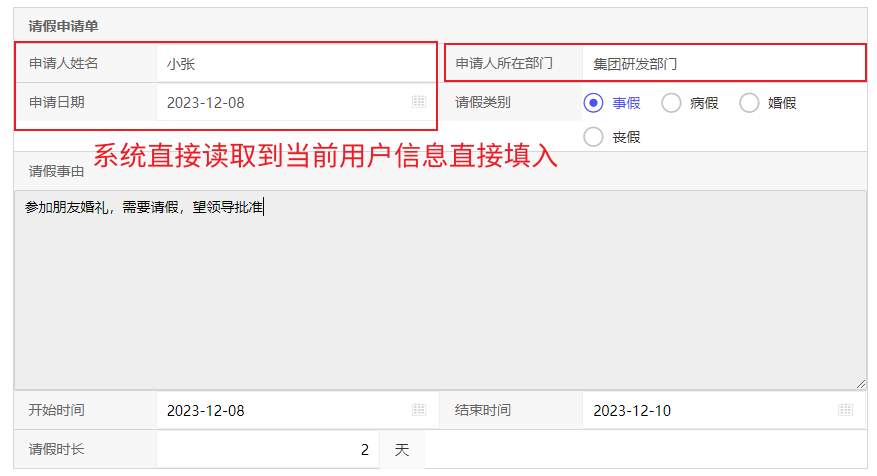 请假申请单
申请人姓名 小张 申请人所在部门 集团研发部门
申请日期 2023-12-08 请假类别 事假 病假 婚假
丧假
系统直接读取到当前用户信息直接填入
请假事由
参加朋友婚礼，需要请假，望领导批准
开始时间 2023-12-08 结束时间 2023-12-10
请假时长 2 天